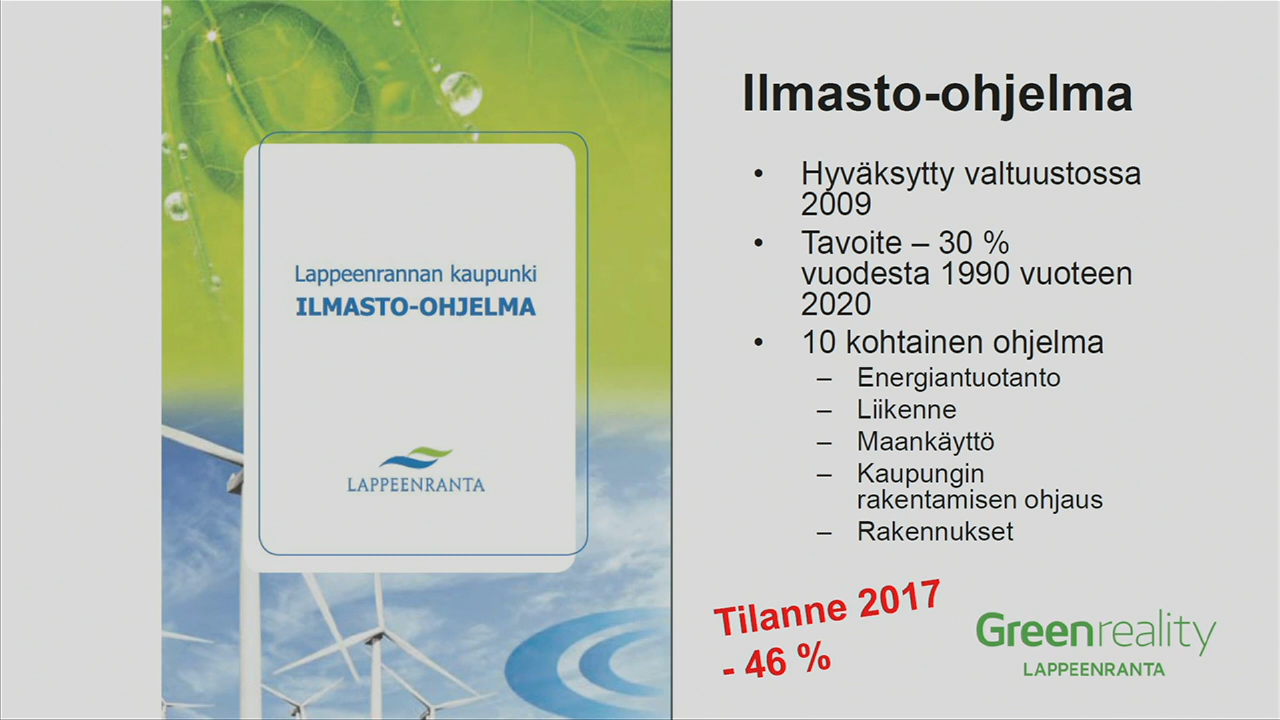 Lappeenrannan kaupunki
ILMASTO-OHJELMA
LAPPEENRANTA
Ilmasto-ohjelma
• Hyväksytty valtuustossa
2009
• Tavoite – 30 %
vuodesta 1990 vuoteen
2020
• 10 kohtainen ohjelma
– Energiantuotanto
– Liikenne
– Maankäyttö
– Kaupungin
rakentamisen ohjaus
– Rakennukset
Tilanne 2017
- 46 %
Greenreality
LAPPEENRANTA